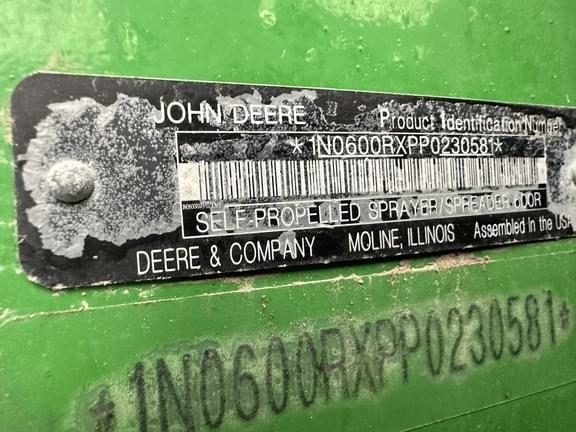 JOHN DEERE
Product Identification Number
*1N0600RXPP0230581*
SELF-PROPELLED SPRAYER/SPREADER, 600R
DEERE & COMPANY MOLINE, ILLINOIS Assembled in the USA
*1N0600RXPP0230581*